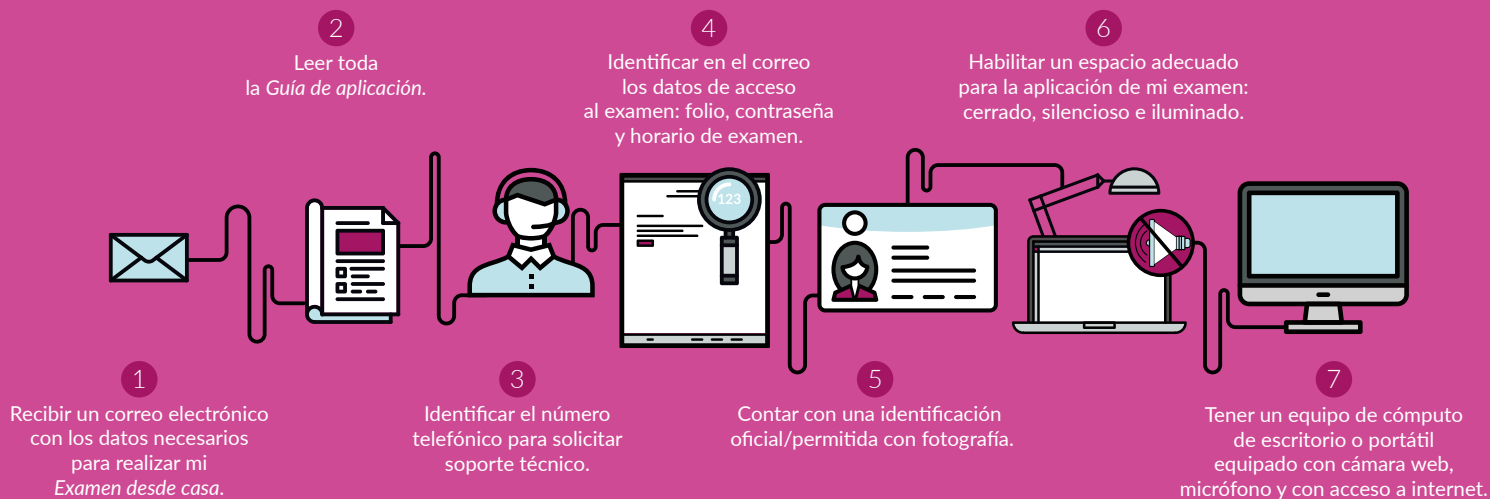 1
Recibir un correo electrónico
con los datos necesarios
para realizar mi
Examen desde casa.
2
Leer toda
la Guía de aplicación.
3
Identificar el número
telefónico para solicitar
soporte técnico.
4
Identificar en el correo
los datos de acceso
al examen: folio, contraseña
y horario de examen.
123
5
Contar con una identificación
oficial/permitida con fotografía.
6
Habilitar un espacio adecuado
para la aplicación de mi examen:
cerrado, silencioso e iluminado.
7
Tener un equipo de cómputo
de escritorio o portátil
equipado con cámara web,
micrófono y con acceso a internet.